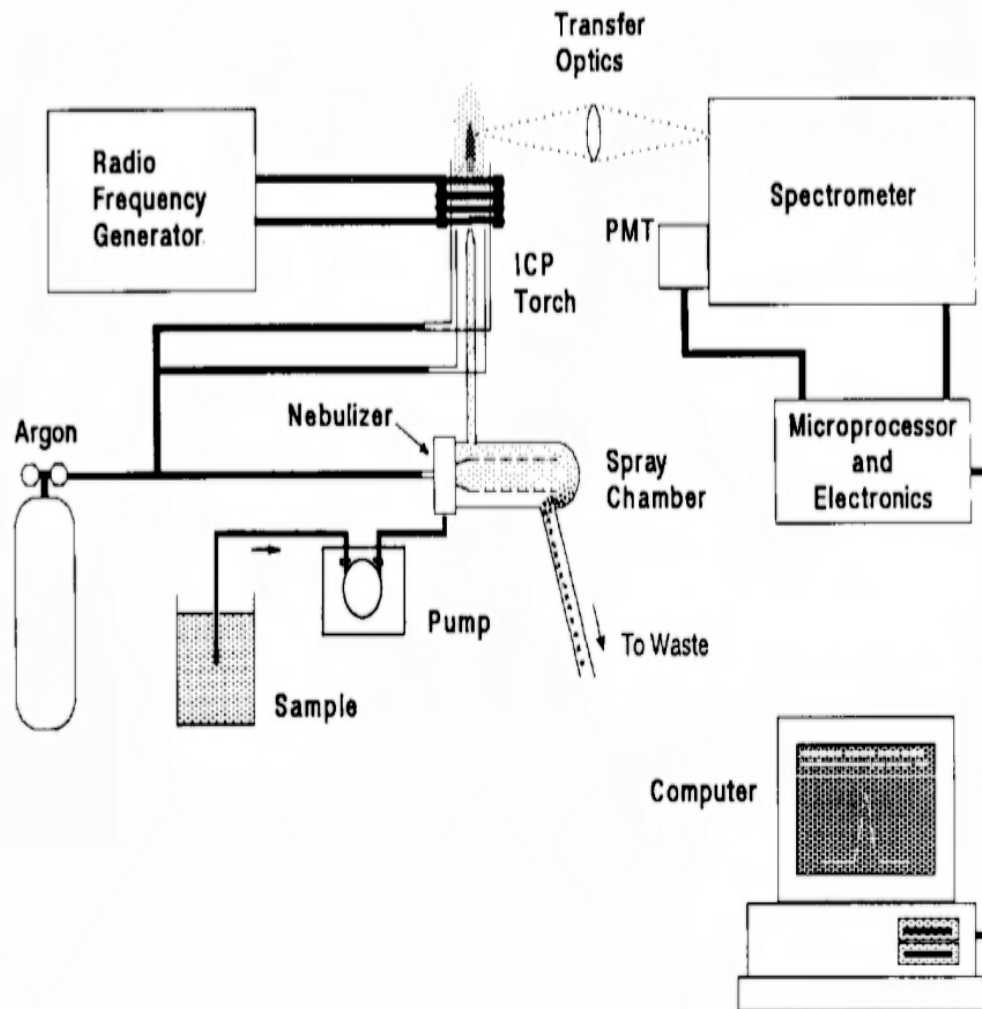 Transfer
Optics
Radio
Frequency
Generator
Spectrometer
PMT
ICP
Torch
Nebulizer
Argon
Microprocessor
and
Electronics
Spray
Chamber
Pump
To Waste
Sample
Computer